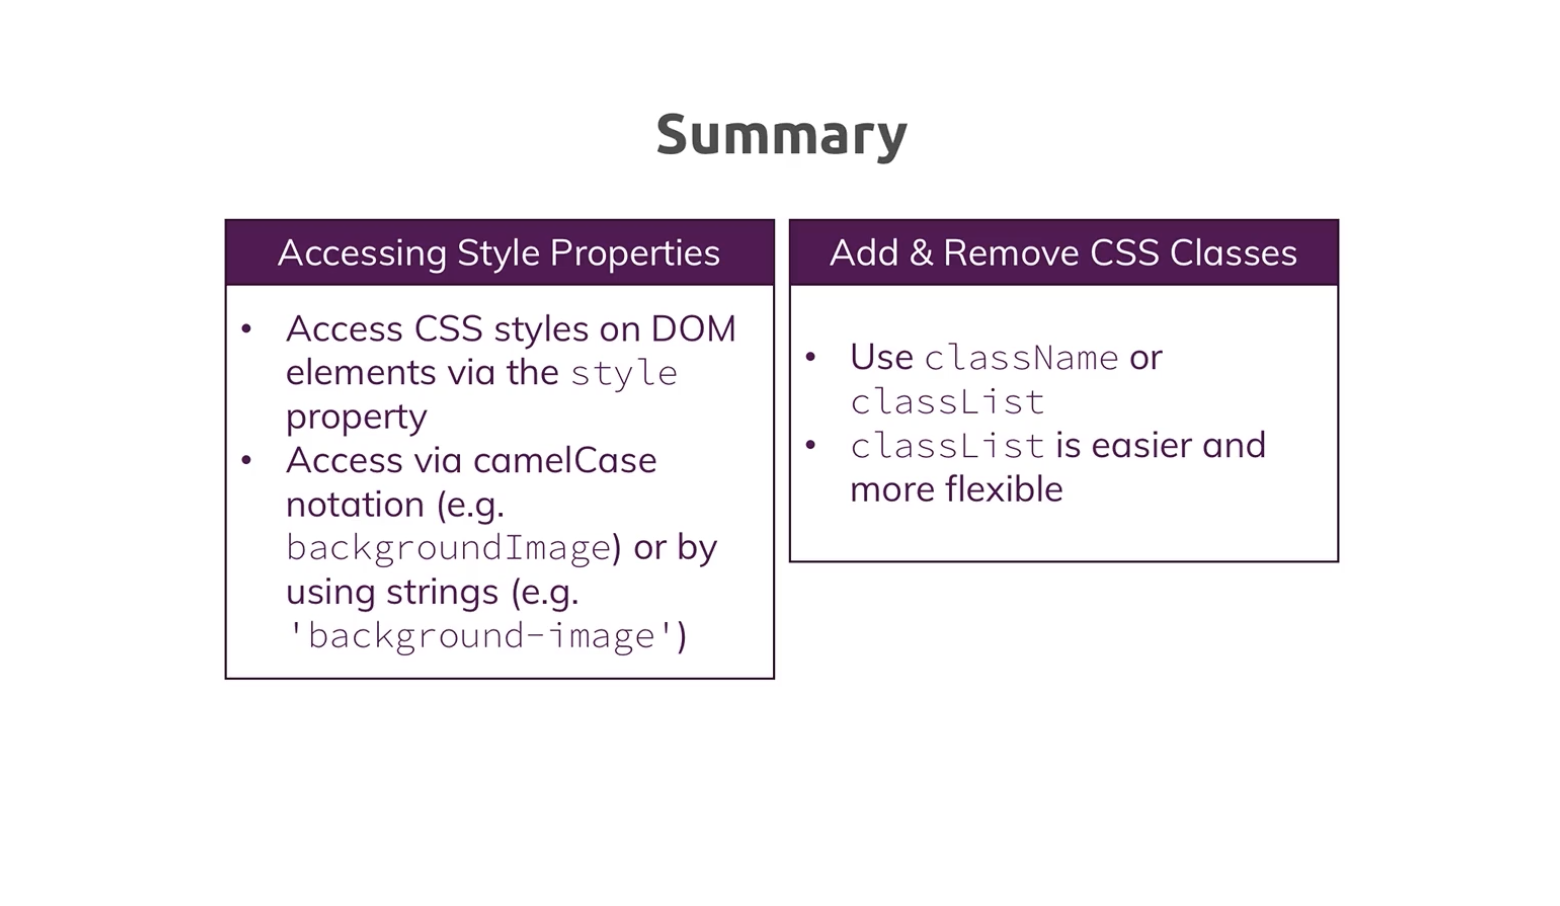 Summary
Accessing Style Properties
• Access CSS styles on DOM
elements via the style
property
• Access via camelCase
notation (e.g.
backgroundImage) or by
using strings (e.g.
'background-image')
Add & Remove CSS Classes
• Use className or
classList
• classList is easier and
more flexible